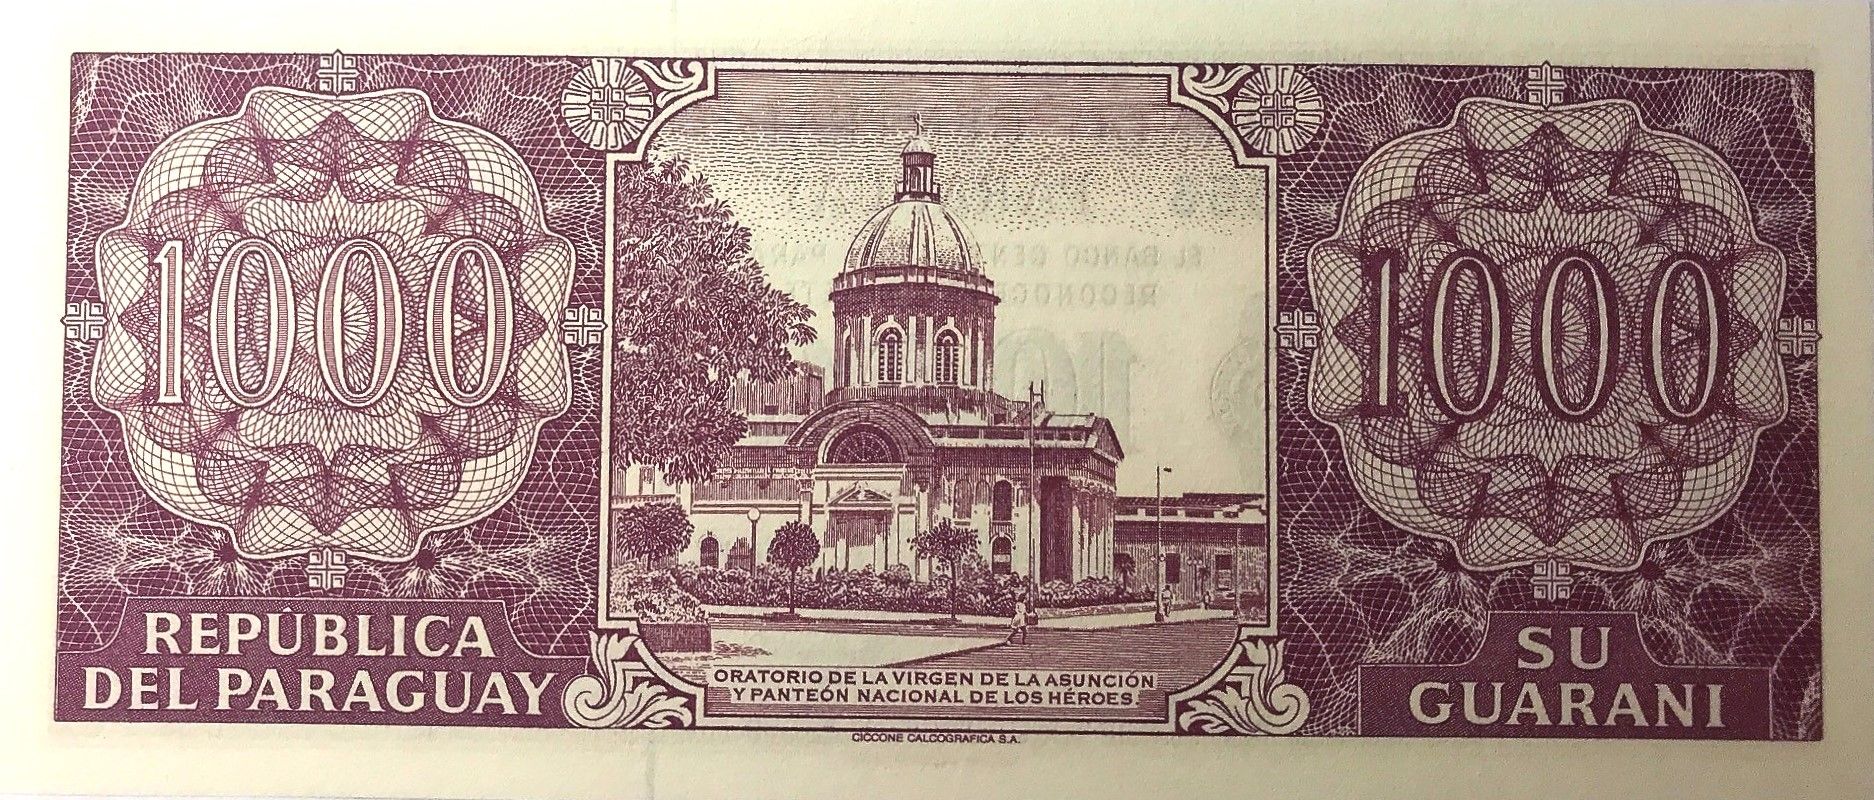 1000
1000
REPÚBLICA
DEL PARAGUAY
ORATORIO DE LA VIRGEN DE LA ASUNCIÓN
Y PANTEÓN NACIONAL DE LOS HÉROES.
SU
GUARANI
CICCONE CALCOGRAFICA S.A.